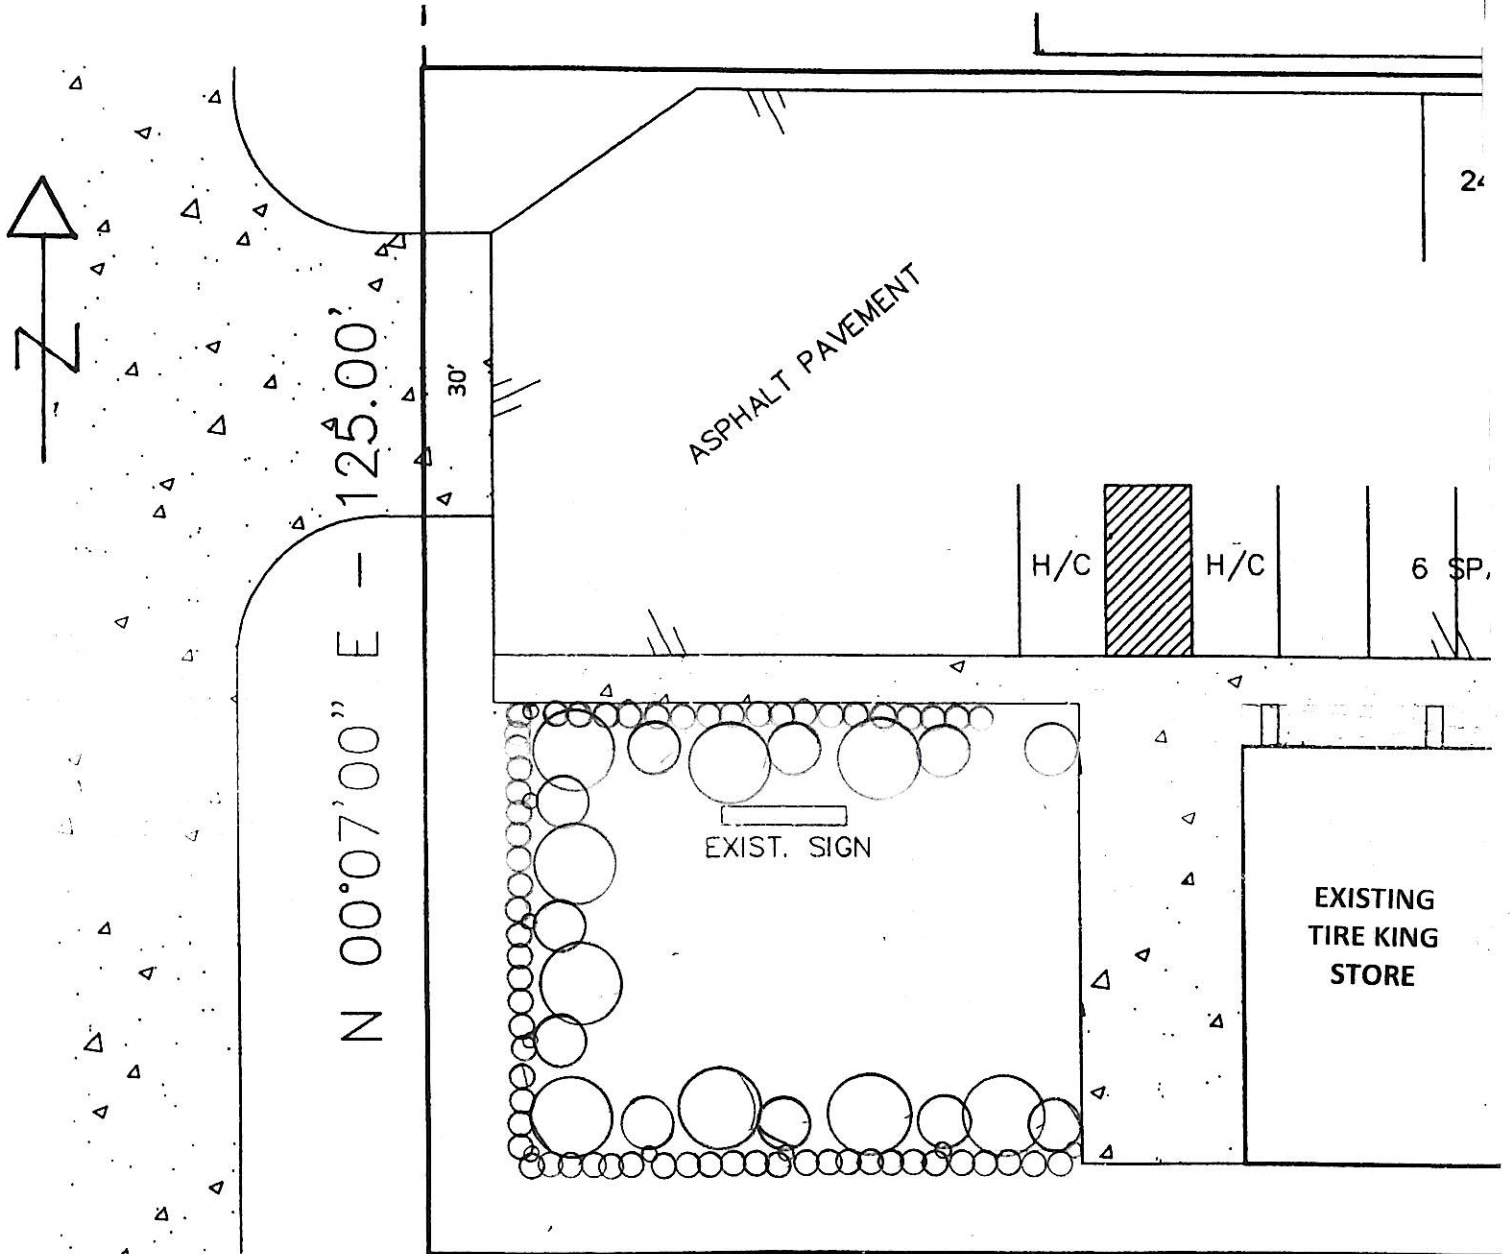 24
Z
ASPHALT PAVEMENT
30'
N 00°07'00" E - 125.00'
H/C
H/C
6 SP.
EXIST. SIGN
EXISTING
TIRE KING
STORE